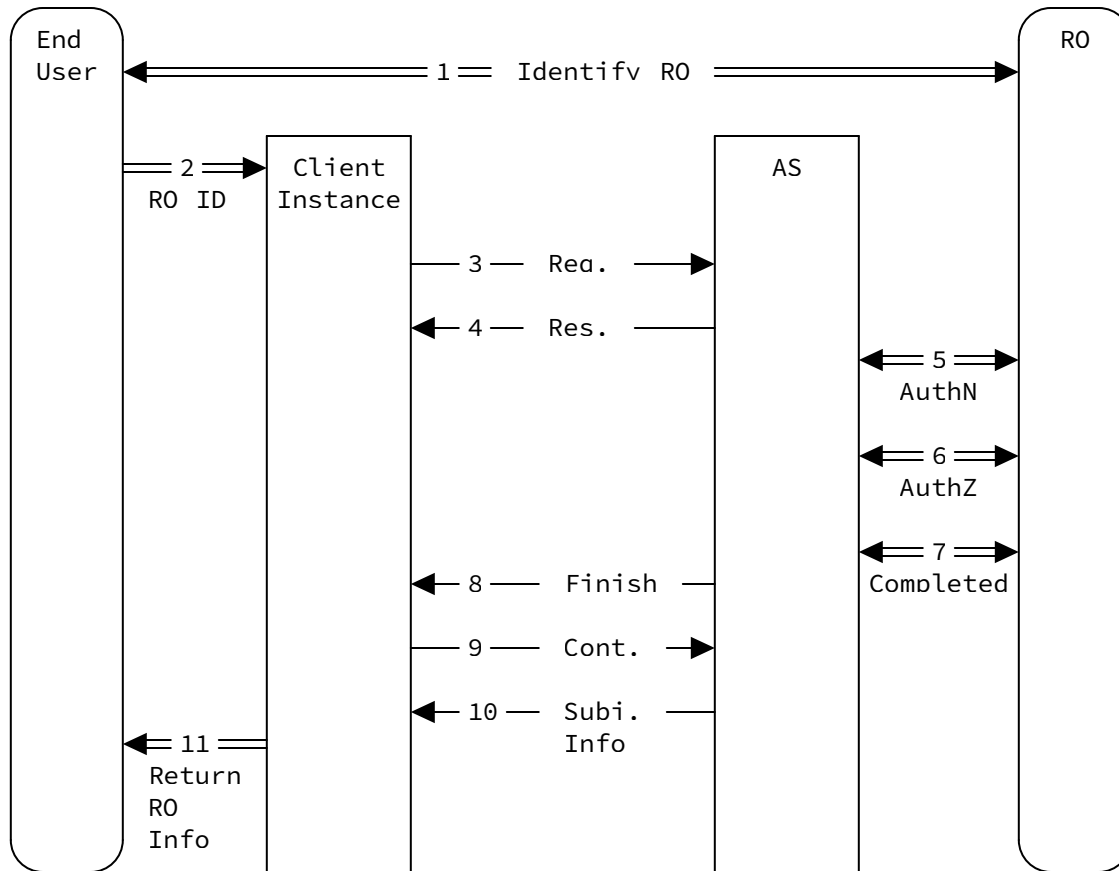 End
User
RO
1 Identify RO
2
RO ID
Client
Instance
AS
3 Req.
4 Res.
5
AuthN
6
AuthZ
7
Completed
8 Finish
9 Cont.
10 Subj.
Info
11
Return
RO
Info